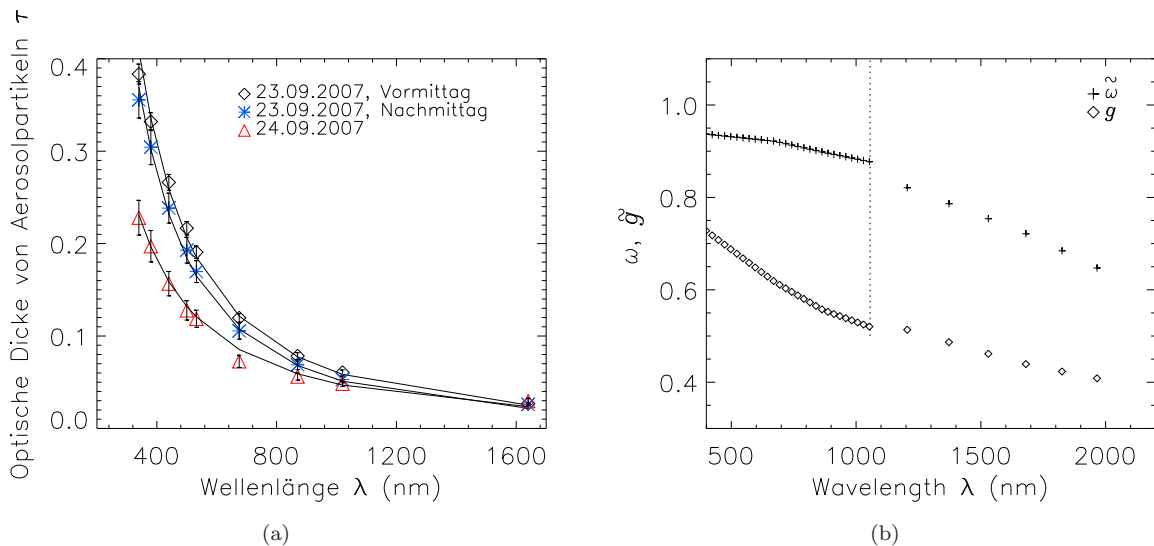 Optische Dicke von Aerosolpartikeln τ
0.4
0.3
0.2
0.1
0.0
23.09.2007, Vormittag
23.09.2007, Nachmittag
24.09.2007
400 800 1200 1600
Wellenlänge λ (nm)
(a)
ω, g̃
1.0
0.8
0.6
0.4
ω̃
g
500 1000 1500 2000
Wavelength λ (nm)
(b)